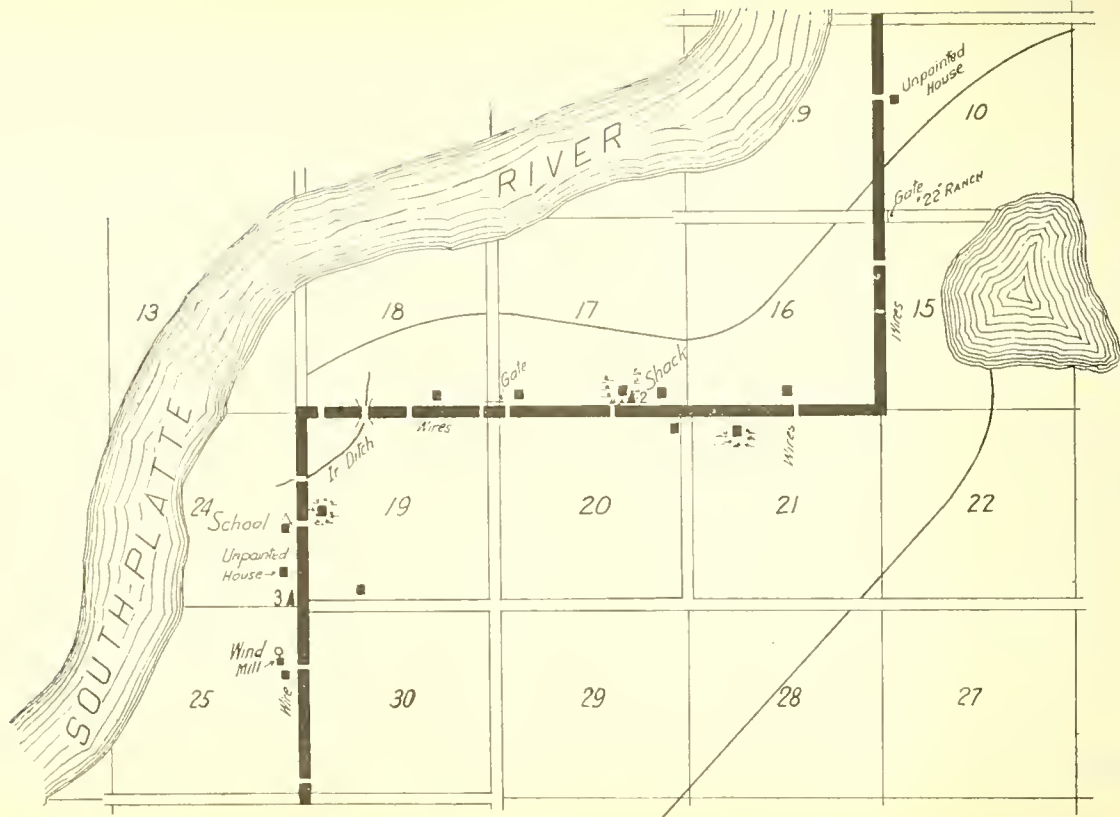 Unpainted
House
10
9
RIVER
Gate
"22" RANCH
13
18
17
16
Wires
15
Gate
Shack
2
Wires
Wires
Ir Ditch
SOUTH-PLATTE
24
School
19
20
21
22
Unpainted
House
3
Wind
Mill
Wire
25
30
29
28
27